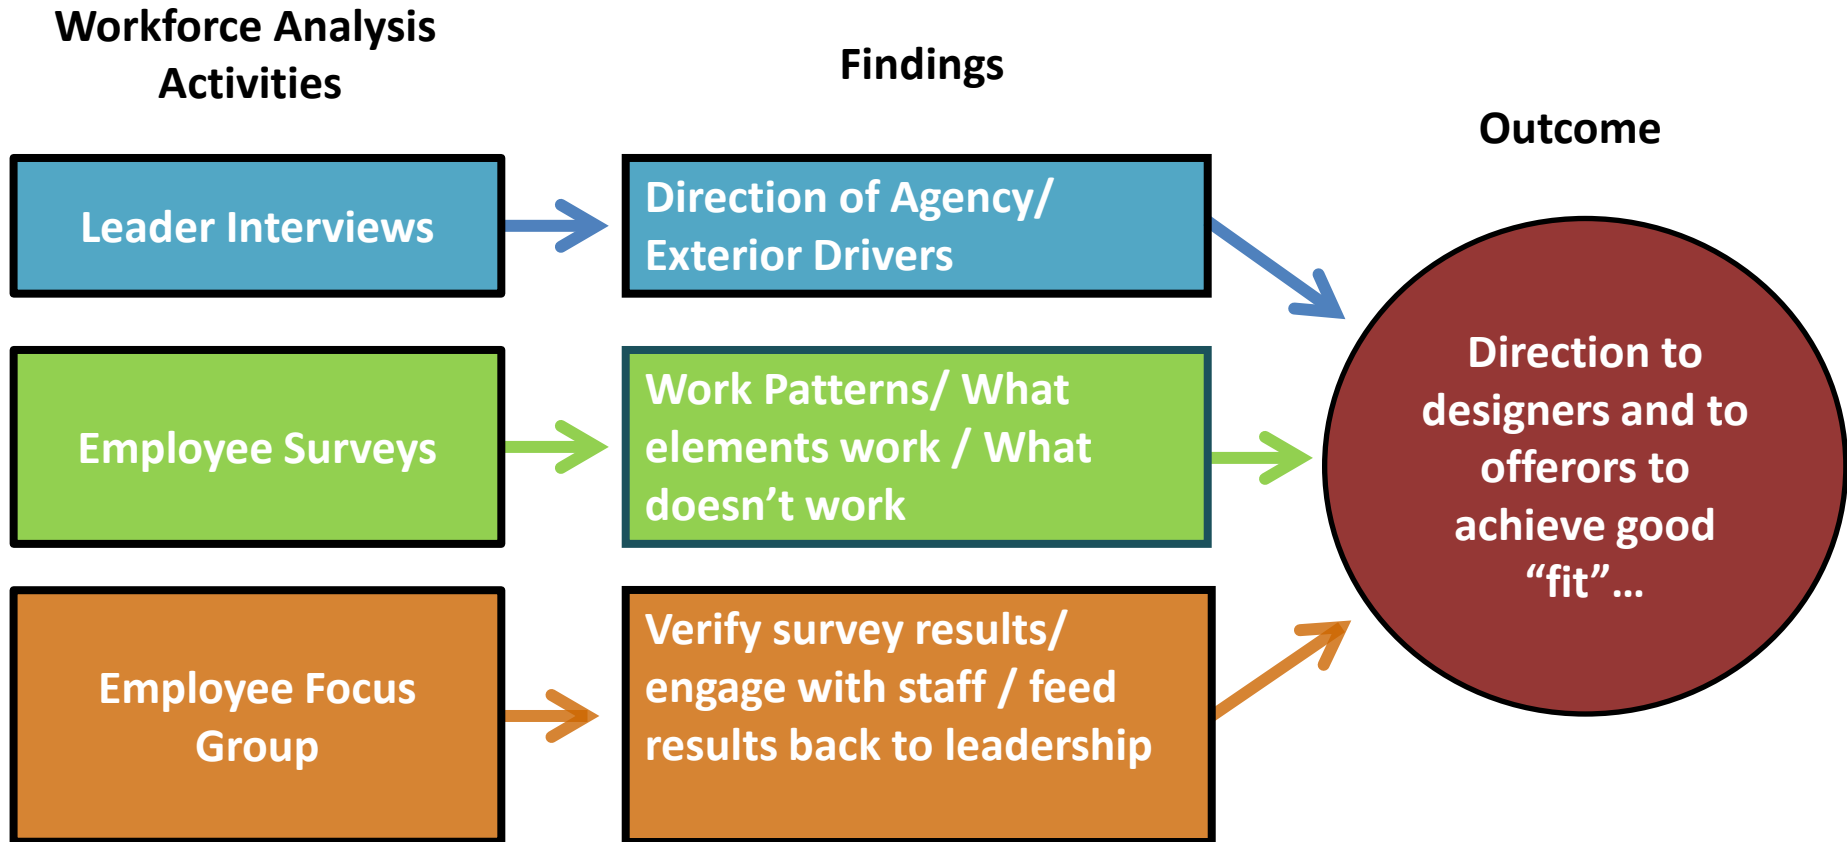 Workforce Analysis
Activities
Findings
Outcome
Leader Interviews
Direction of Agency/
Exterior Drivers
Employee Surveys
Work Patterns/ What
elements work / What
doesn’t work
Employee Focus
Group
Verify survey results/
engage with staff / feed
results back to leadership
Direction to
designers and to
offerors to
achieve good
“fit”…